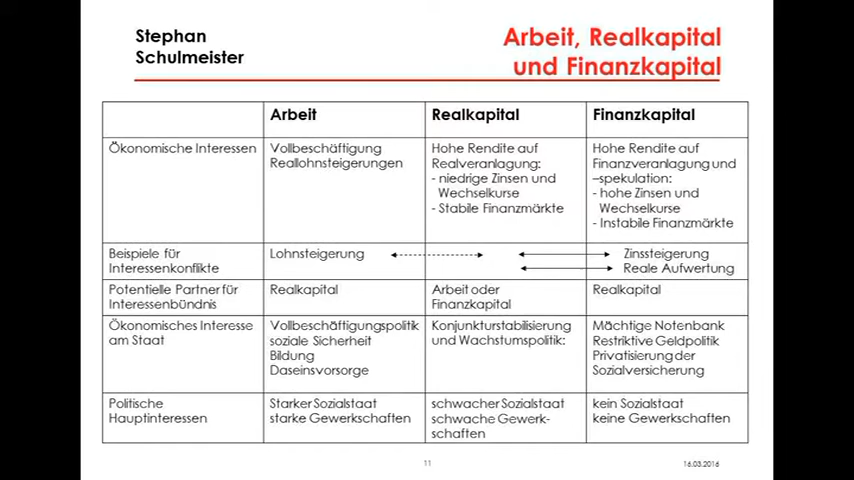 Stephan
Schulmeister
Arbeit, Realkapital
und Finanzkapital
Arbeit
Realkapital
Finanzkapital
Ökonomische Interessen
Vollbeschäftigung
Reallohnsteigerungen
Hohe Rendite auf
Realveranlagung:
- niedrige Zinsen und
Wechselkurse
- Stabile Finanzmärkte
Hohe Rendite auf
Finanzveranlagung und
–spekulation:
- hohe Zinsen und
Wechselkurse
- Instabile Finanzmärkte
Beispiele für
Interessenkonflikte
Lohnsteigerung
Zinssteigerung
Reale Aufwertung
Potentielle Partner für
Interessenbündnis
Realkapital
Arbeit oder
Finanzkapital
Realkapital
Ökonomisches Interesse
am Staat
Vollbeschäftigungspolitik
soziale Sicherheit
Bildung
Daseinsvorsorge
Konjunkturstabilisierung
und Wachstumspolitik:
Mächtige Notenbank
Restriktive Geldpolitik
Privatisierung der
Sozialversicherung
Politische
Hauptinteressen
Starker Sozialstaat
starke Gewerkschaften
schwacher Sozialstaat
schwache Gewerk-
schaften
kein Sozialstaat
keine Gewerkschaften
11
16.03.2016